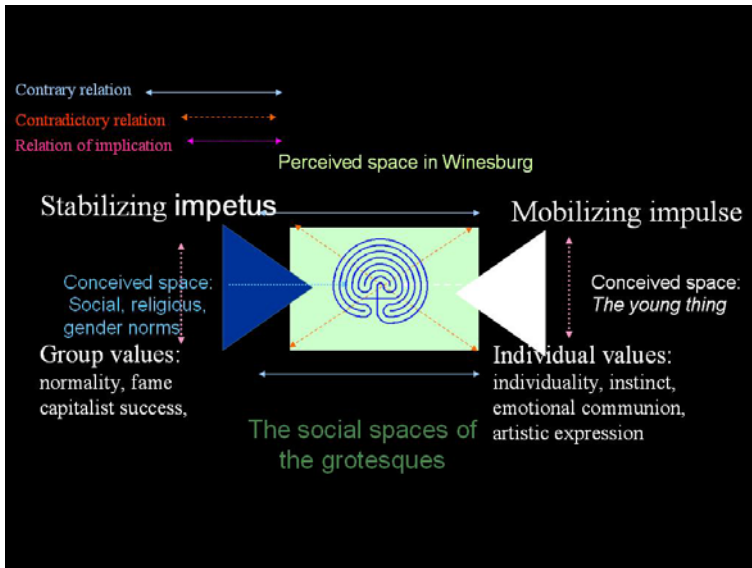 Contrary relation
Contradictory relation
Relation of implication
Perceived space in Winesburg
Stabilizing impetus
Mobilizing impulse
Conceived space:
Social, religious,
gender norms
Conceived space:
The young thing
Group values:
normality, fame
capitalist success,
Individual values:
individuality, instinct,
emotional communion,
artistic expression
The social spaces of
the grotesques